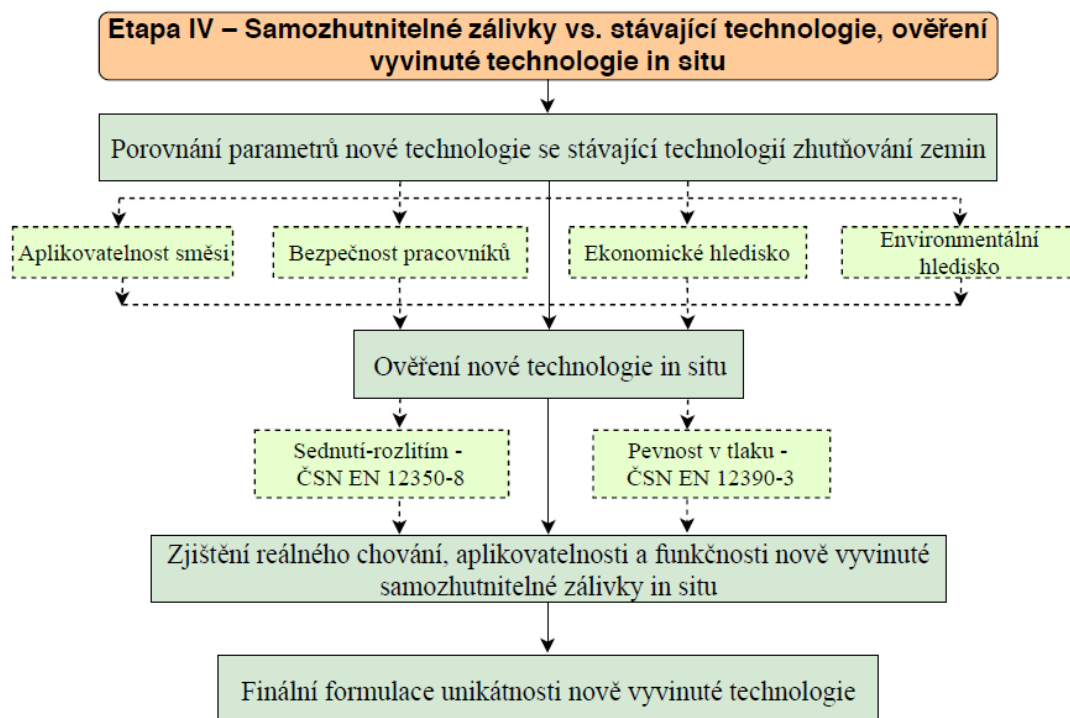 Etapa IV – Samozhutnitelné zálivky vs. stávající technologie, ověření
vyvinuté technologie in situ
Porovnání parametrů nové technologie se stávající technologií zhutňování zemin
Aplikovatelnost směsi
Bezpečnost pracovníků
Ekonomické hledisko
Environmentální
hledisko
Ověření nové technologie in situ
Sednutí-rozlitím -
ČSN EN 12350-8
Pevnost v tlaku -
ČSN EN 12390-3
Zjištění reálného chování, aplikovatelnosti a funkčnosti nově vyvinuté
samozhutnitelné zálivky in situ
Finální formulace unikátnosti nově vyvinuté technologie